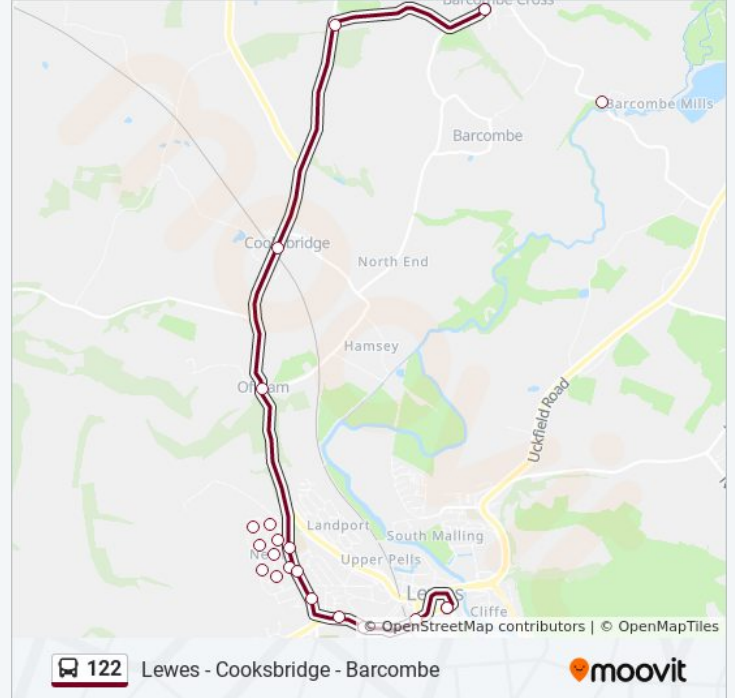 Barcombe Cross
Barcombe Mills
Barcombe
Cooksbridge
North End
Hamsey
Offham
Uckfield Road
Landport
South Malling
Upper Pells
Lewes
Cliffe
© OpenStreetMap contributors | © OpenMapTiles
122 Lewes - Cooksbridge - Barcombe
moovit